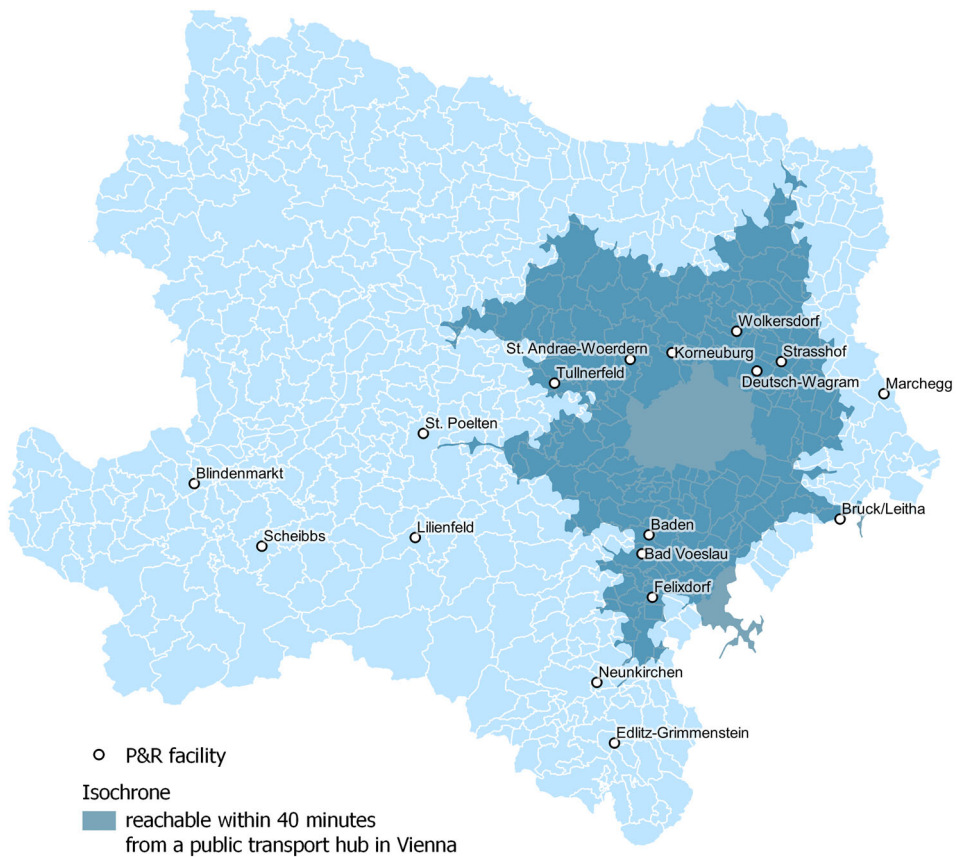 Wolkersdorf
St. Andrae-Woerdern
Korneuburg
Strasshof
Tullnerfeld
Deutsch-Wagram
Marchegg
St. Poelten
Blindenmarkt
Bruck/Leitha
Scheibbs
Lilienfeld
Baden
Bad Voeslau
Felixdorf
Neunkirchen
Edlitz-Grimmenstein
P&R facility
Isochrone
reachable within 40 minutes
from a public transport hub in Vienna